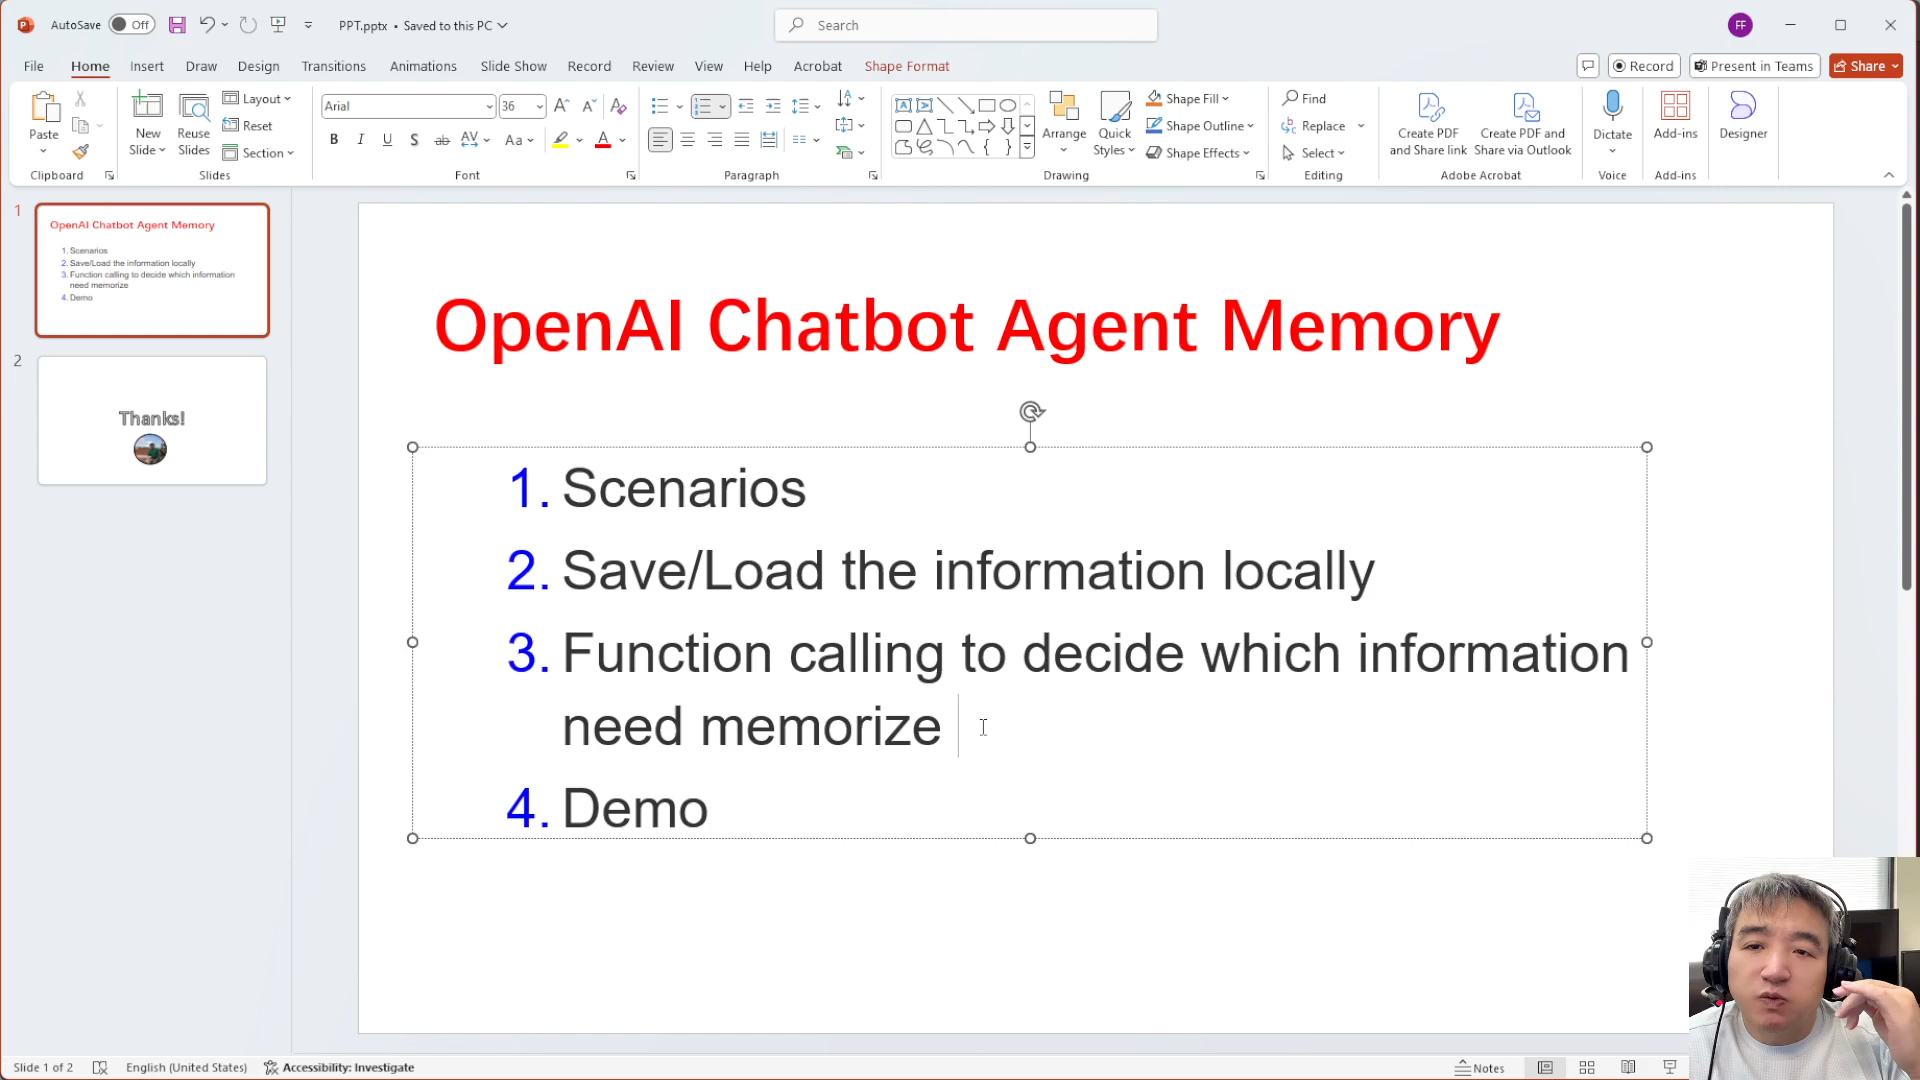 AutoSave Off PPT.pptx • Saved to this PC Search FF
File Home Insert Draw Design Transitions Animations Slide Show Record Review View Help Acrobat Shape Format Record Present in Teams Share
Paste
Clipboard
New
Slide
Reuse
Slides
Layout
Reset
Section
Slides
Arial 36
B I U S ab AV Aa A
Font
Paragraph
Arrange
Quick
Styles
Shape Fill
Shape Outline
Shape Effects
Drawing
Find
Replace
Select
Editing
Create PDF
and Share link
Create PDF and
Share via Outlook
Adobe Acrobat
Dictate
Voice
Add-ins
Add-ins
Designer
1
OpenAI Chatbot Agent Memory
1. Scenarios
2. Save/Load the information locally
3. Function calling to decide which information
need memorize
4. Demo
2
Thanks!
OpenAI Chatbot Agent Memory
1. Scenarios
2. Save/Load the information locally
3. Function calling to decide which information
need memorize
4. Demo
Slide 1 of 2 English (United States) Accessibility: Investigate Notes